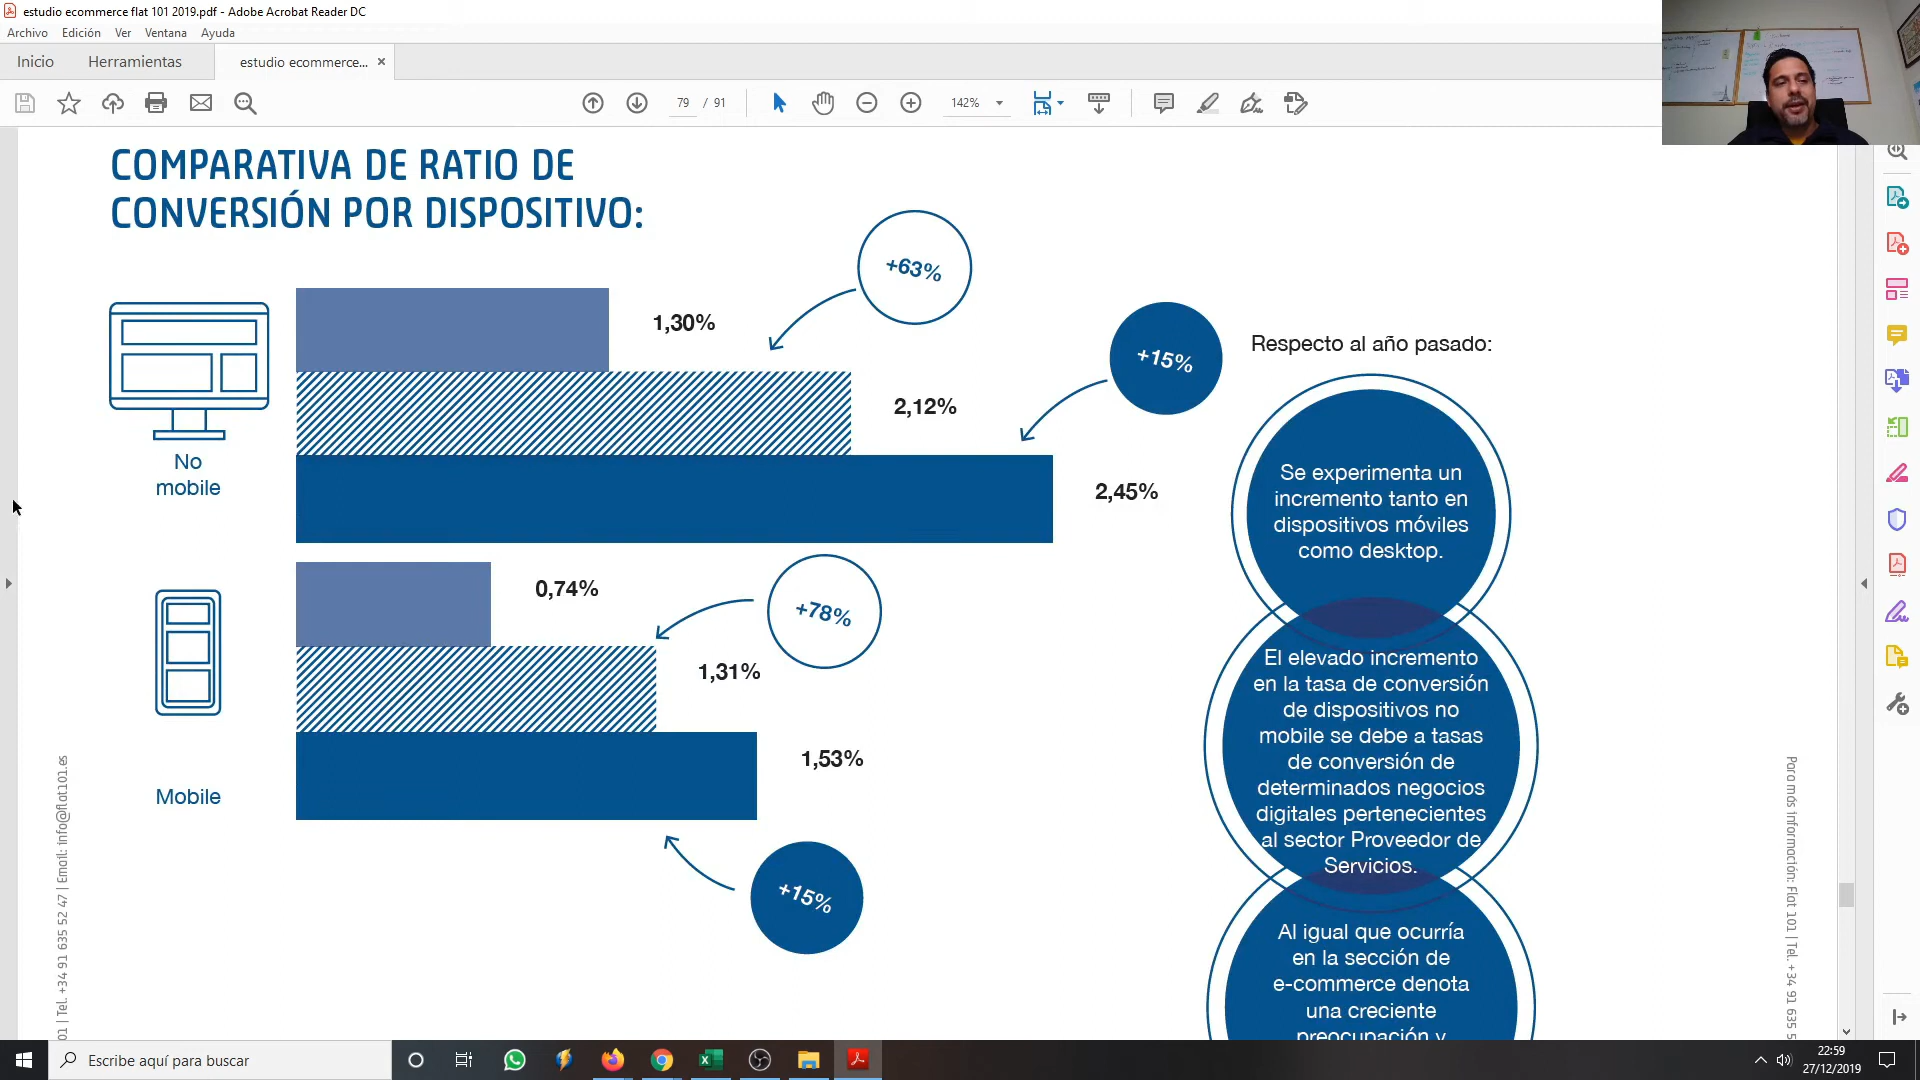 estudio ecommerce flat 101 2019.pdf - Adobe Acrobat Reader DC
Archivo Edición Ver Ventana Ayuda
Inicio Herramientas estudio ecommerce... ×
79 / 91 142%
COMPARATIVA DE RATIO DE
CONVERSIÓN POR DISPOSITIVO:
+63%
1,30%
+15%
Respecto al año pasado:
2,12%
No
mobile
2,45%
Se experimenta un
incremento tanto en
dispositivos móviles
como desktop.
0,74%
+78%
1,31%
El elevado incremento
en la tasa de conversión
de dispositivos no
mobile se debe a tasas
de conversión de
determinados negocios
digitales pertenecientes
al sector Proveedor de
Servicios.
1,53%
Mobile
+15%
Al igual que ocurría
en la sección de
e-commerce denota
una creciente
preocupación y
01 | Tel. +34 91 635 52 47 | Email: info@flat101.es
Para más información: Flat 101 | Tel. +34 91 635 5
Escribe aquí para buscar
22:59
27/12/2019